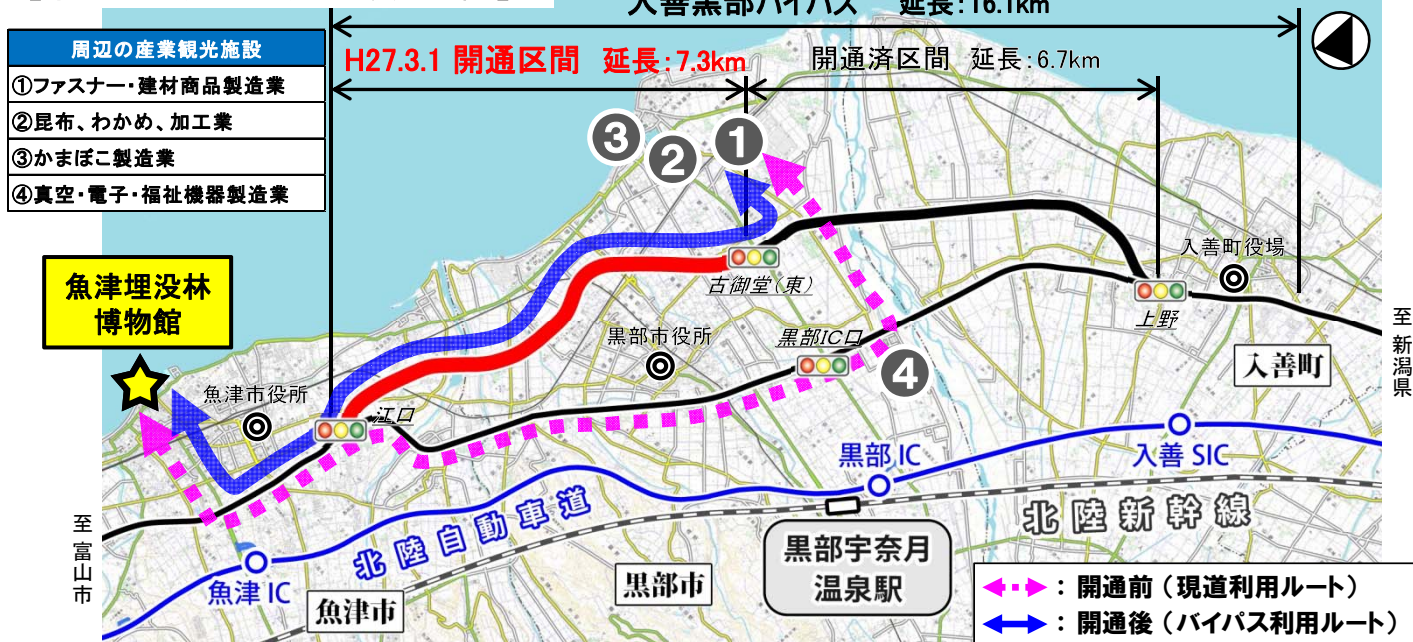 入善黒部バイパス 延長:16.1km
周辺の産業観光施設
①ファスナー・建材商品製造業
②昆布、わかめ、加工業
③かまぼこ製造業
④真空・電子・福祉機器製造業
H27.3.1 開通区間 延長:7.3km
開通済区間 延長:6.7km
③
②
①
魚津埋没林
博物館
古御堂(東)
入善町役場
上野
黒部市役所
黒部IC口
④
入善町
至
新潟県
魚津市役所
江口
黒部 IC
入善 SIC
北陸自動車道
北陸新幹線
至
富山市
魚津 IC
魚津市
黒部市
黒部宇奈月
温泉駅
:開通前(現道利用ルート)
:開通後(バイパス利用ルート)